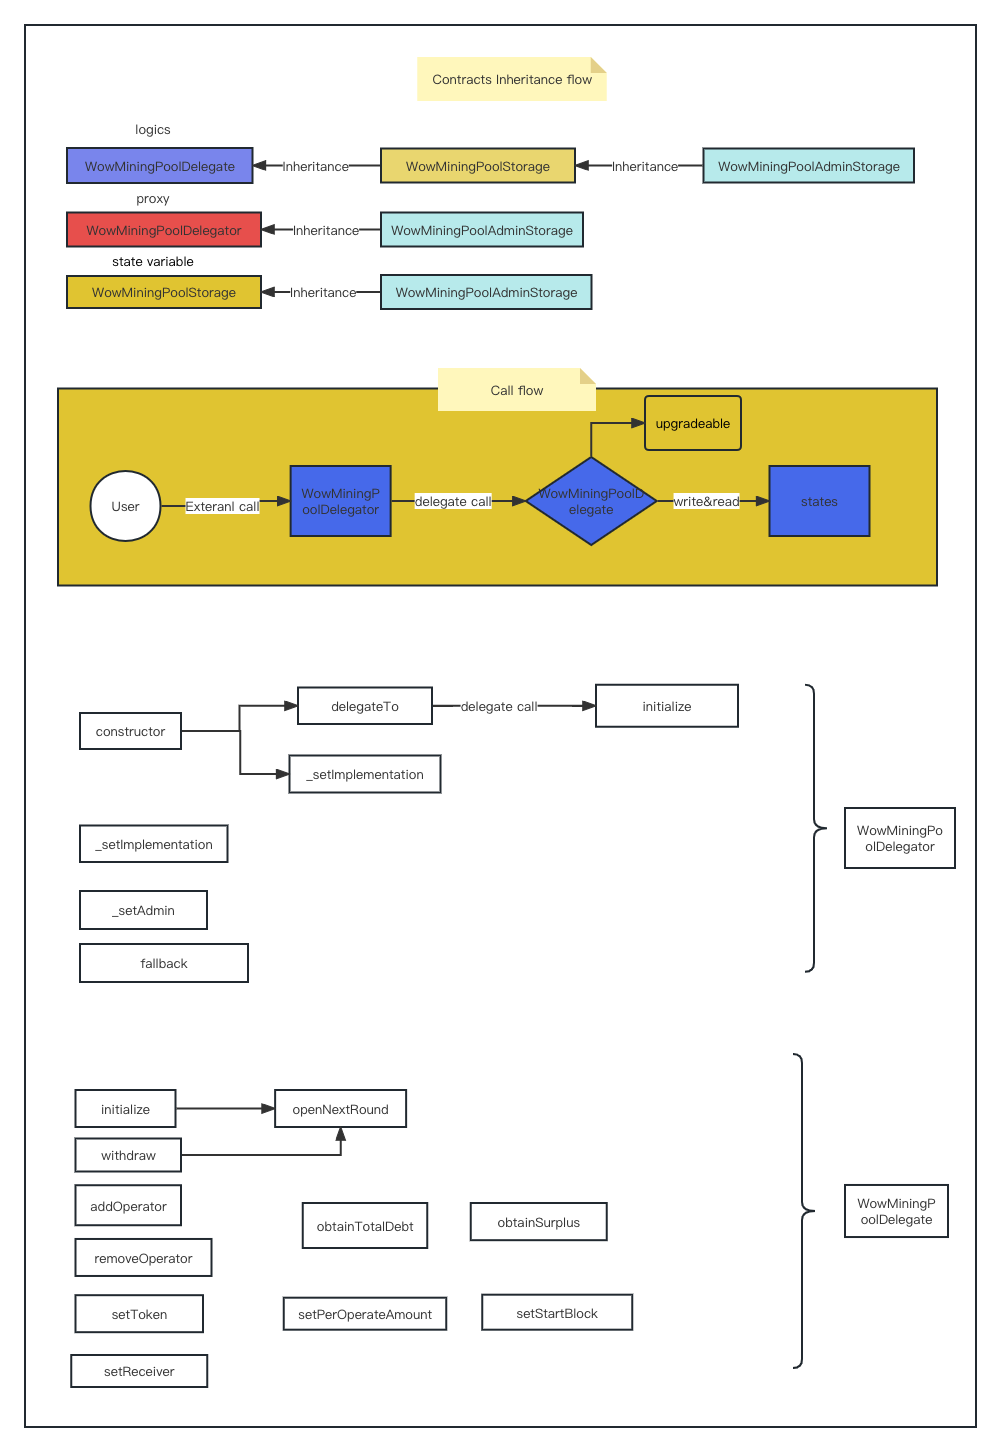 Contracts Inheritance flow
logics
WowMiningPoolDelegate
Inheritance
WowMiningPoolStorage
Inheritance
WowMiningPoolAdminStorage
proxy
WowMiningPoolDelegator
Inheritance
WowMiningPoolAdminStorage
state variable
WowMiningPoolStorage
Inheritance
WowMiningPoolAdminStorage
Call flow
upgradeable
User
Exteranl call
WowMiningP
oolDelegator
delegate call
WowMiningPoolD
elegate
write&read
states
constructor
delegateTo
delegate call
initialize
_setImplementation
_setImplementation
_setAdmin
fallback
WowMiningPo
olDelegator
initialize
openNextRound
withdraw
addOperator
obtainTotalDebt
obtainSurplus
removeOperator
setToken
setPerOperateAmount
setStartBlock
setReceiver
WowMiningP
oolDelegate